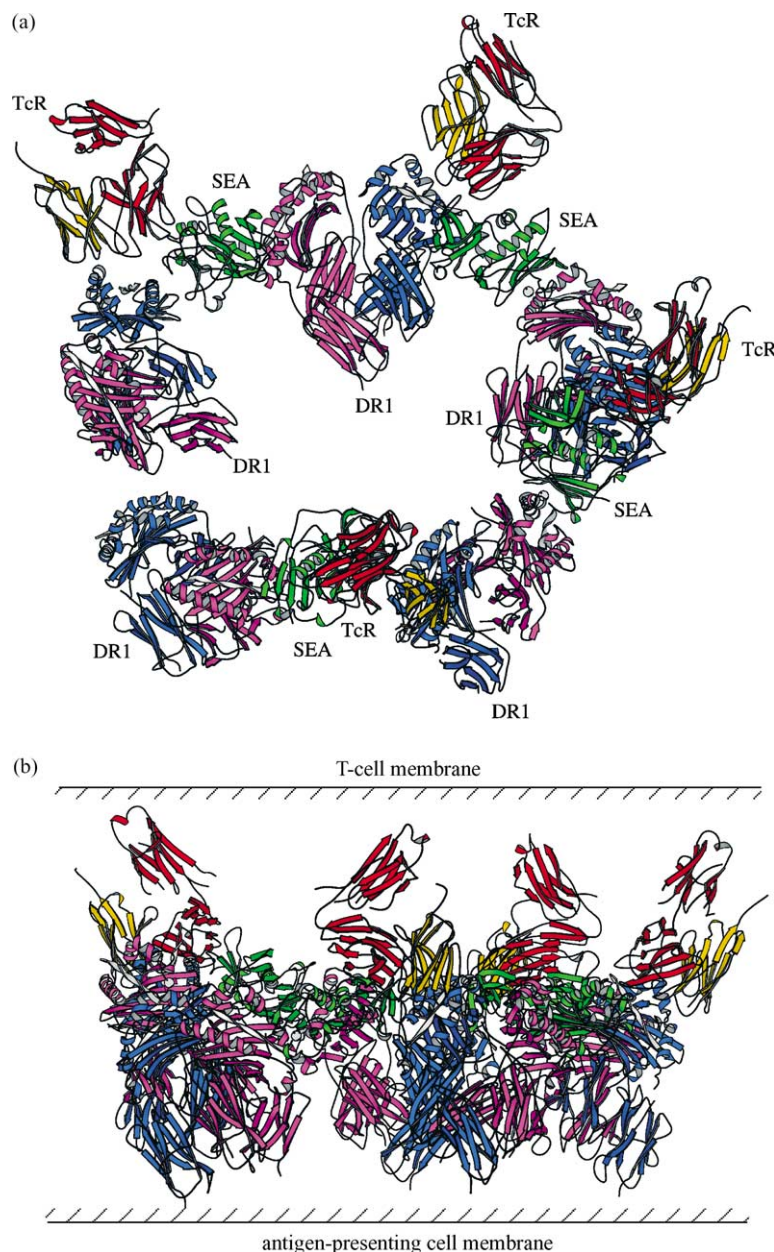 (a)
TcR
TcR
SEA
SEA
TcR
DR1
DR1
DR1
SEA
DR1
SEA
TcR
DR1
(b)
T-cell membrane
antigen-presenting cell membrane